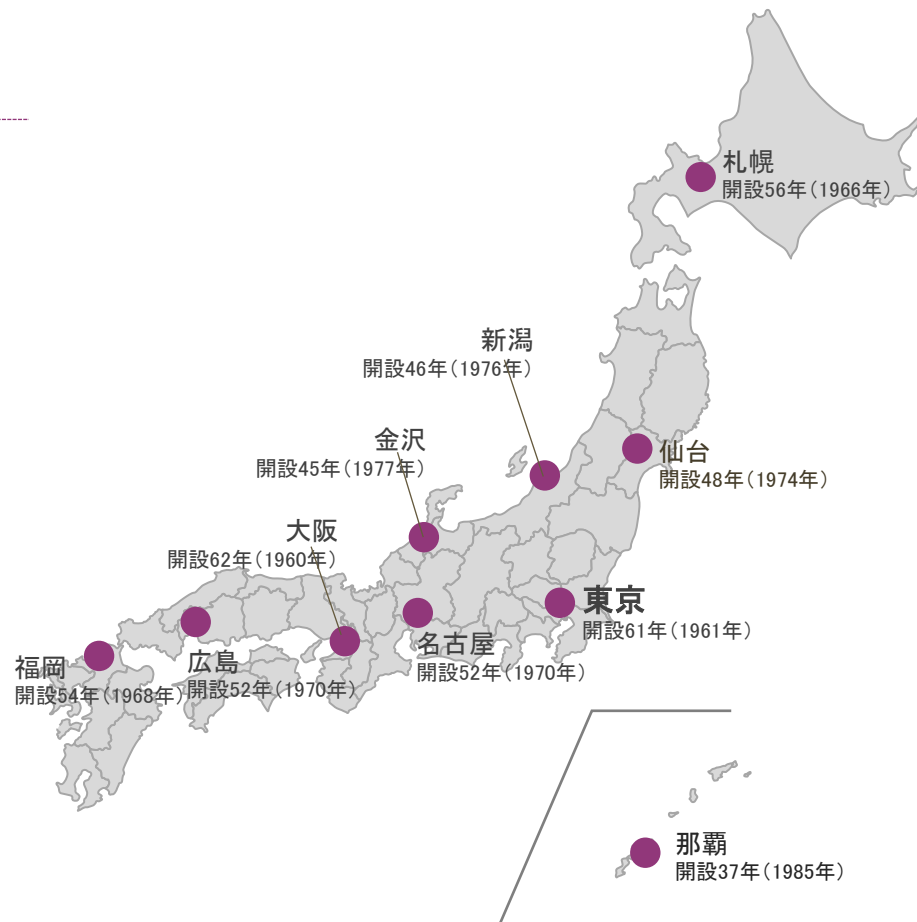 札幌
開設56年(1966年)
新潟
開設46年(1976年)
金沢
開設45年(1977年)
仙台
開設48年(1974年)
大阪
開設62年(1960年)
東京
開設61年(1961年)
名古屋
開設52年(1970年)
広島
開設52年(1970年)
福岡
開設54年(1968年)
那覇
開設37年(1985年)